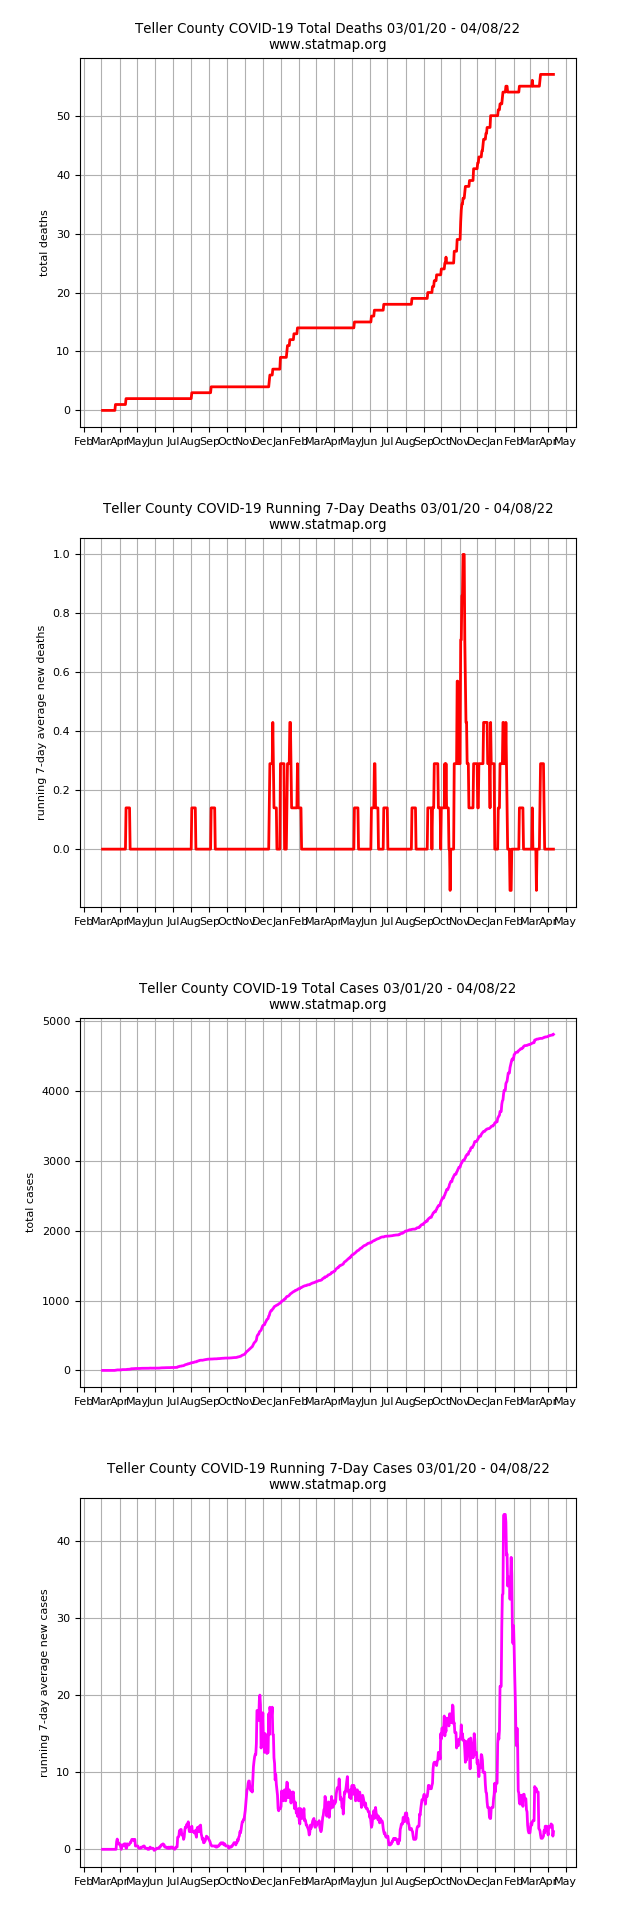 Teller County COVID-19 Total Deaths 03/01/20 - 04/08/22
www.statmap.org
total deaths
50
40
30
20
10
0
Feb Mar Apr May Jun Jul Aug Sep Oct Nov Dec Jan Feb Mar Apr May Jun Jul Aug Sep Oct Nov Dec Jan Feb Mar Apr May
Teller County COVID-19 Running 7-Day Deaths 03/01/20 - 04/08/22
www.statmap.org
running 7-day average new deaths
1.0
0.8
0.6
0.4
0.2
0.0
Feb Mar Apr May Jun Jul Aug Sep Oct Nov Dec Jan Feb Mar Apr May Jun Jul Aug Sep Oct Nov Dec Jan Feb Mar Apr May
Teller County COVID-19 Total Cases 03/01/20 - 04/08/22
www.statmap.org
total cases
5000
4000
3000
2000
1000
0
Feb Mar Apr May Jun Jul Aug Sep Oct Nov Dec Jan Feb Mar Apr May Jun Jul Aug Sep Oct Nov Dec Jan Feb Mar Apr May
Teller County COVID-19 Running 7-Day Cases 03/01/20 - 04/08/22
www.statmap.org
running 7-day average new cases
40
30
20
10
0
Feb Mar Apr May Jun Jul Aug Sep Oct Nov Dec Jan Feb Mar Apr May Jun Jul Aug Sep Oct Nov Dec Jan Feb Mar Apr May